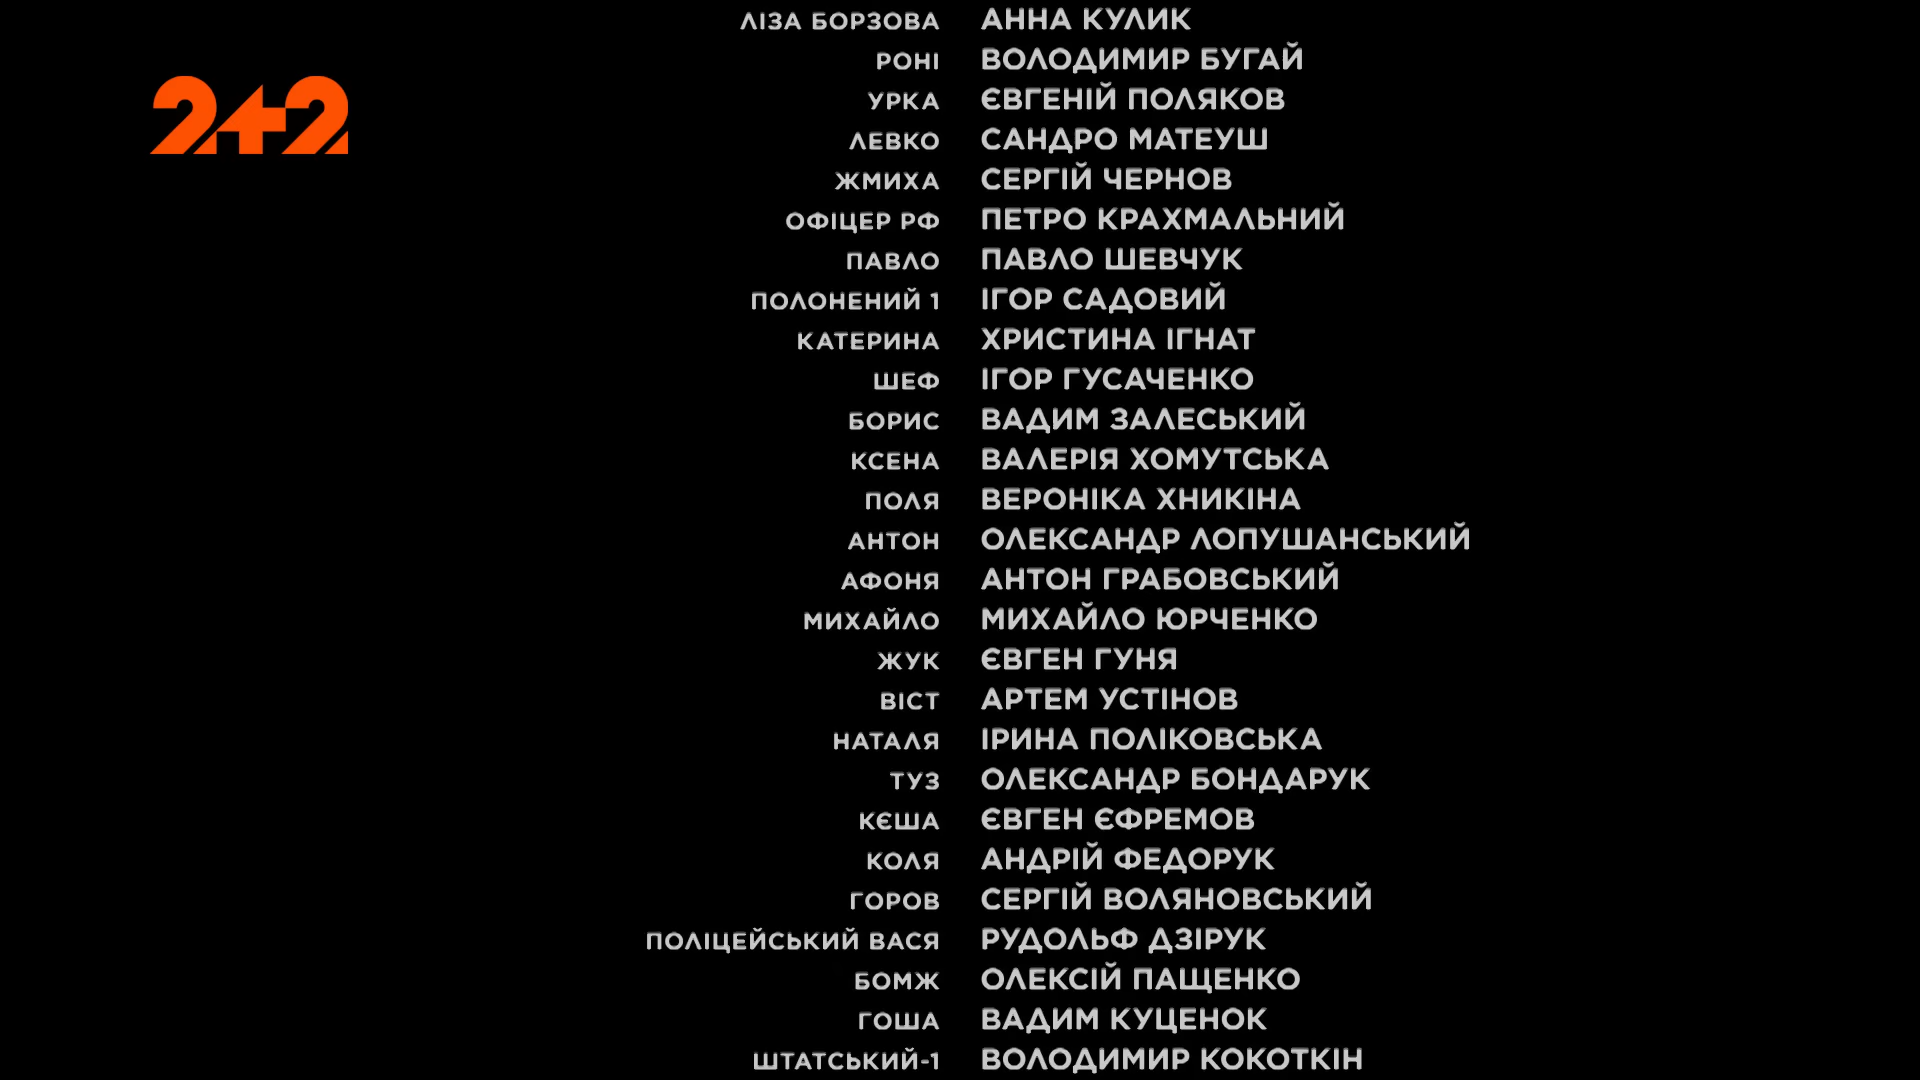 2+2
ЛІЗА БОРЗОВА АННА КУЛИК
РОНІ ВОЛОДИМИР БУГАЙ
УРКА ЄВГЕНІЙ ПОЛЯКОВ
ЛЕВКО САНДРО МАТЕУШ
ЖМИХА СЕРГІЙ ЧЕРНОВ
ОФІЦЕР РФ ПЕТРО КРАХМАЛЬНИЙ
ПАВЛО ПАВЛО ШЕВЧУК
ПОЛОНЕНИЙ 1 ІГОР САДОВИЙ
КАТЕРИНА ХРИСТИНА ІГНАТ
ШЕФ ІГОР ГУСАЧЕНКО
БОРИС ВАДИМ ЗАЛЕСЬКИЙ
КСЕНА ВАЛЕРІЯ ХОМУТСЬКА
ПОЛЯ ВЕРОНІКА ХНИКІНА
АНТОН ОЛЕКСАНДР ЛОПУШАНСЬКИЙ
АФОНЯ АНТОН ГРАБОВСЬКИЙ
МИХАЙЛО МИХАЙЛО ЮРЧЕНКО
ЖУК ЄВГЕН ГУНЯ
ВІСТ АРТЕМ УСТІНОВ
НАТАЛЯ ІРИНА ПОЛІКОВСЬКА
ТУЗ ОЛЕКСАНДР БОНДАРУК
КЄША ЄВГЕН ЄФРЕМОВ
КОЛЯ АНДРІЙ ФЕДОРУК
ГОРОВ СЕРГІЙ ВОЛЯНОВСЬКИЙ
ПОЛІЦЕЙСЬКИЙ ВАСЯ РУДОЛЬФ ДЗІРУК
БОМЖ ОЛЕКСІЙ ПАЩЕНКО
ГОША ВАДИМ КУЦЕНОК
ШТАТСЬКИЙ-1 ВОЛОДИМИР КОКОТКІН